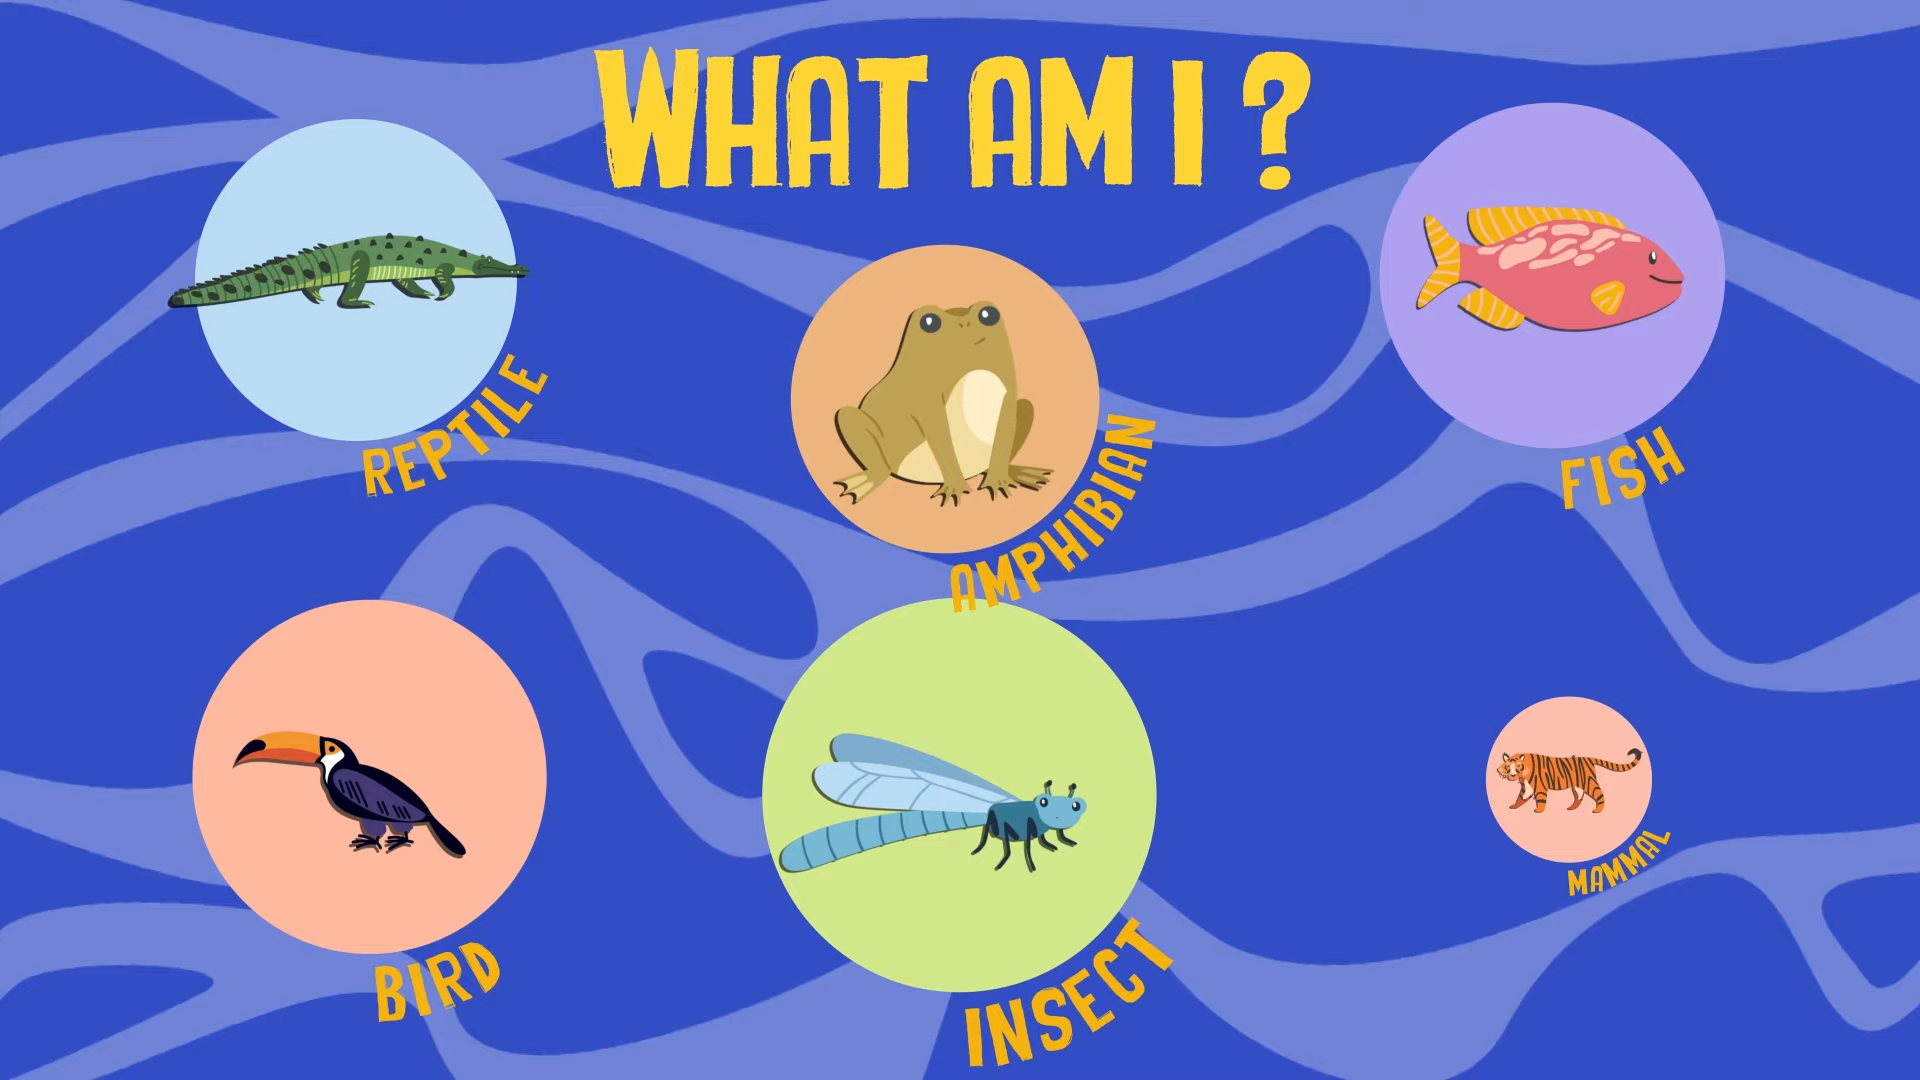 WHAT AM I ?
REPTILE
AMPHIBIAN
FISH
BIRD
INSECT
MAMMAL